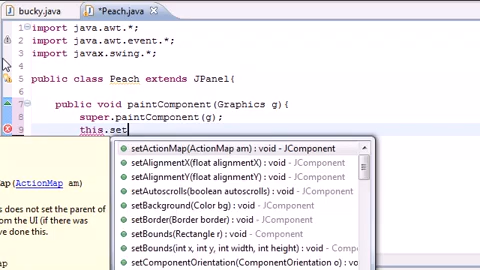 bucky.java
*Peach.java
1 import java.awt.*;
2 import java.awt.event.*;
3 import javax.swing.*;
4
5 public class Peach extends JPanel{
6
7 public void paintComponent(Graphics g){
8 super.paintComponent(g);
9 this.set
setActionMap(ActionMap am) : void - JComponent
setAlignmentX(float alignmentX) : void - JComponent
setAlignmentY(float alignmentY) : void - JComponent
setAutoscrolls(boolean autoscrolls) : void - JComponent
setBackground(Color bg) : void - JComponent
setBorder(Border border) : void - JComponent
setBounds(Rectangle r) : void - Component
setBounds(int x, int y, int width, int height) : void - Component
setComponentOrientation(ComponentOrientation o) : void
ap(ActionMap am)
s does not set the parent of
om the UI (if there was
ve done this.